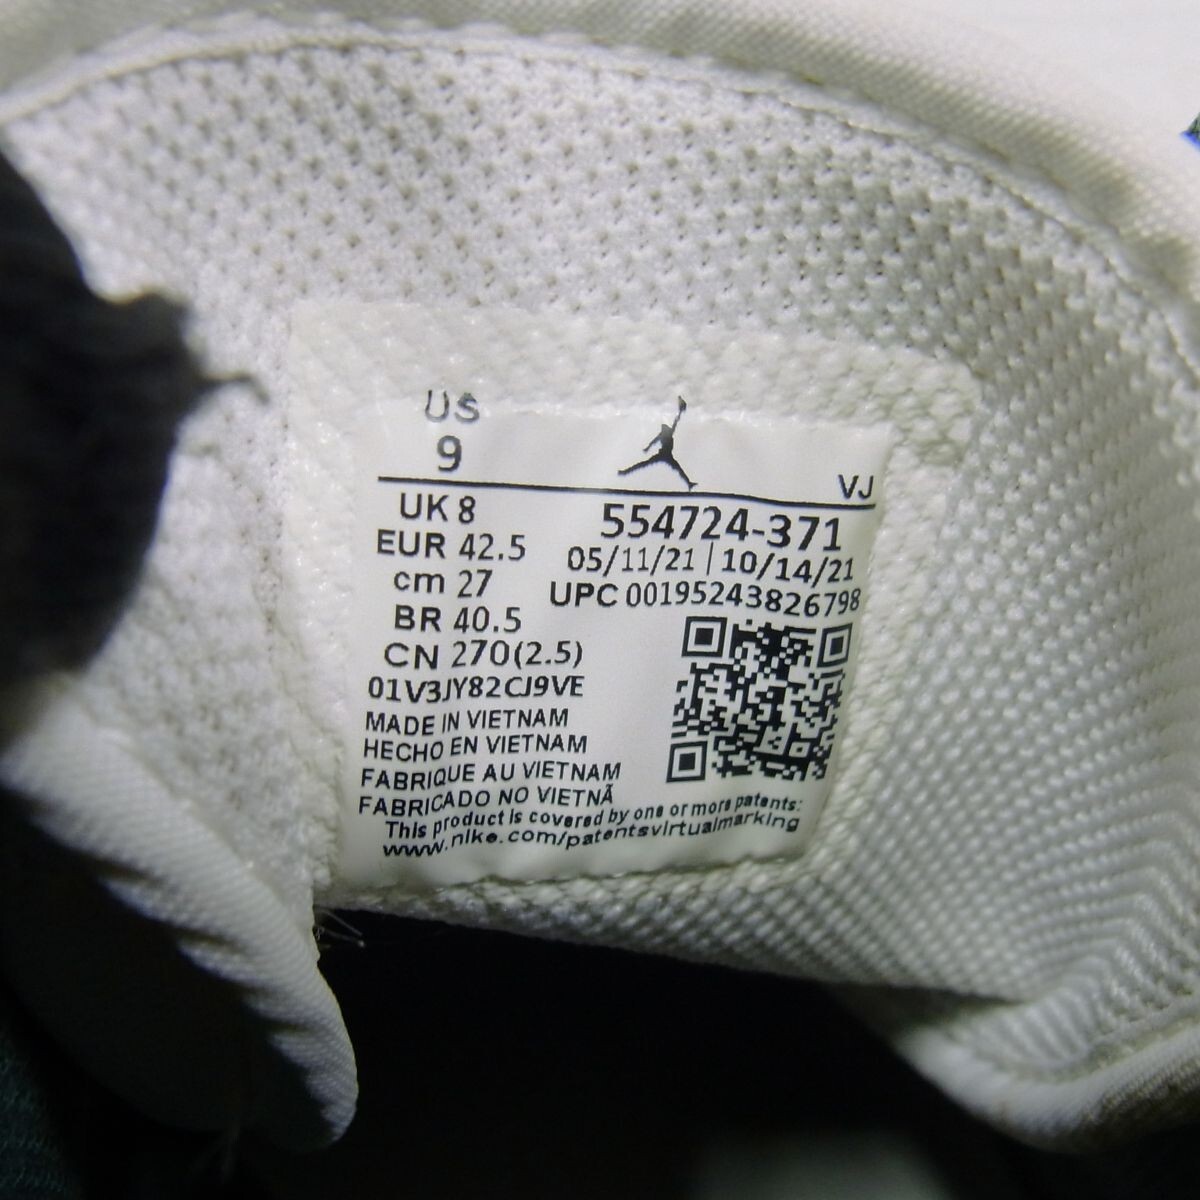 US
9
VJ
UK 8
554724-371
EUR 42.5
05/11/21 | 10/14/21
cm 27
UPC 00195243826798
BR 40.5
CN 270(2.5)
01V3JY82CJ9VE
MADE IN VIETNAM
HECHO EN VIETNAM
FABRIQUE AU VIETNAM
FABRICADO NO VIETNÃ
This product is covered by one or more patents:
www.nike.com/patentsvirtualmarking